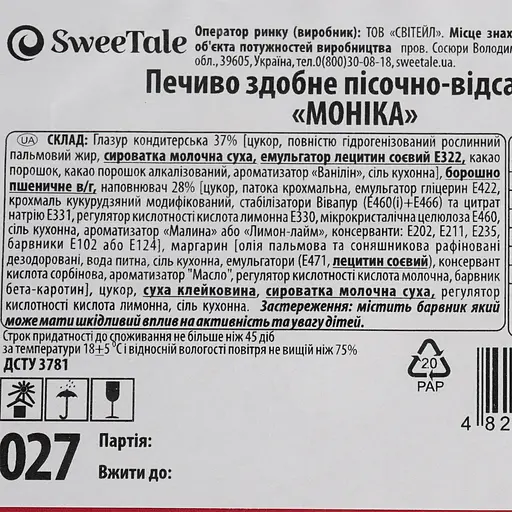 SweeTale
Оператор ринку (виробник): ТОВ «СВІТЕЙЛ». Місце
об'єкта потужностей виробництва пров. Сосюри
обл., 39605, Україна, тел.0(800)30-08-18, sweetale.ua.
Печиво здобне пісочно-
«МОНІКА»
UA СКЛАД: Глазур кондитерська 37% [цукор, повністю гідрогенізований рослинний
пальмовий жир, сироватка молочна суха, емульгатор лецитин соєвий Е322, какао
порошок, какао порошок алкалізований, ароматизатор «Ванілін», сіль кухонна], борошно
пшеничне в/г, наповнювач 28% [цукор, патока крохмальна, емульгатор гліцерин Е422,
крохмаль кукурудзяний модифікований, стабілізатори Вівапур (Е460(і)+Е466) та цитрат
натрію Е331, регулятор кислотності кислота лимонна Е330, мікрокристалічна целюлоза Е460,
сіль кухонна, ароматизатор «Малина» або «Лимон-лайм», консерванти: Е202, Е211, Е235,
барвники Е102 або Е124], маргарин [олія пальмова та соняшникова рафіновані
дезодоровані, вода питна, сіль кухонна, емульгатори (Е471, лецитин соєвий), консервант
кислота сорбінова, ароматизатор "Масло", регулятор кислотності кислота молочна, барвник
бета-каротин], цукор, суха клейковина, сироватка молочна суха, регулятор
кислотності кислота лимонна, сіль кухонна. Застереження: містить барвник який
може мати шкідливий вплив на активність та увагу дітей.
Строк придатності до споживання не більше ніж 45 діб
за температури 18±5 °С і відносній вологості повітря не вищій ніж 75%
ДСТУ 3781
20
PAP
4 82
027
Партія:
Вжити до: